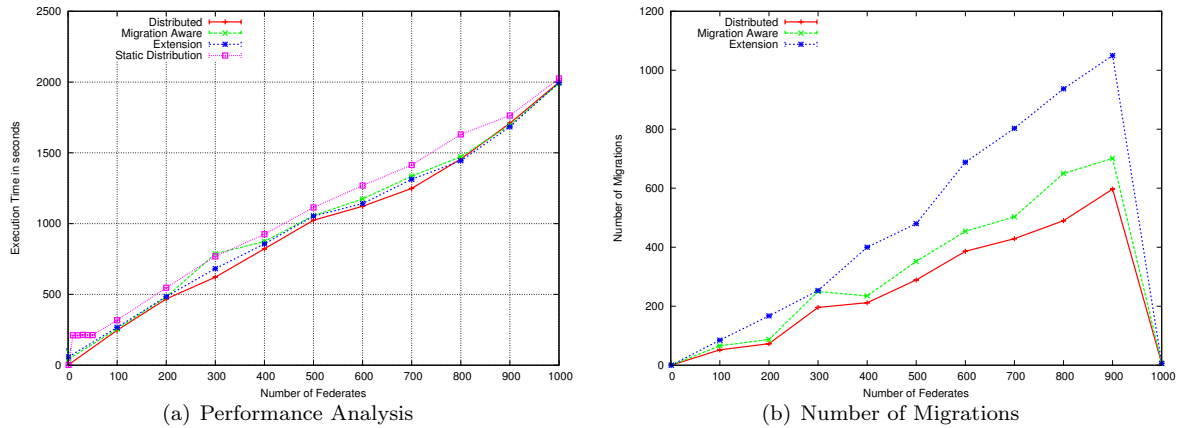 2500
2000
1500
1000
500
0
Execution Time in seconds
Distributed
Migration Aware
Extension
Static Distribution
0 100 200 300 400 500 600 700 800 900 1000
Number of Federates
(a) Performance Analysis
1200
1000
800
600
400
200
0
Number of Migrations
Distributed
Migration Aware
Extension
0 100 200 300 400 500 600 700 800 900 1000
Number of Federates
(b) Number of Migrations